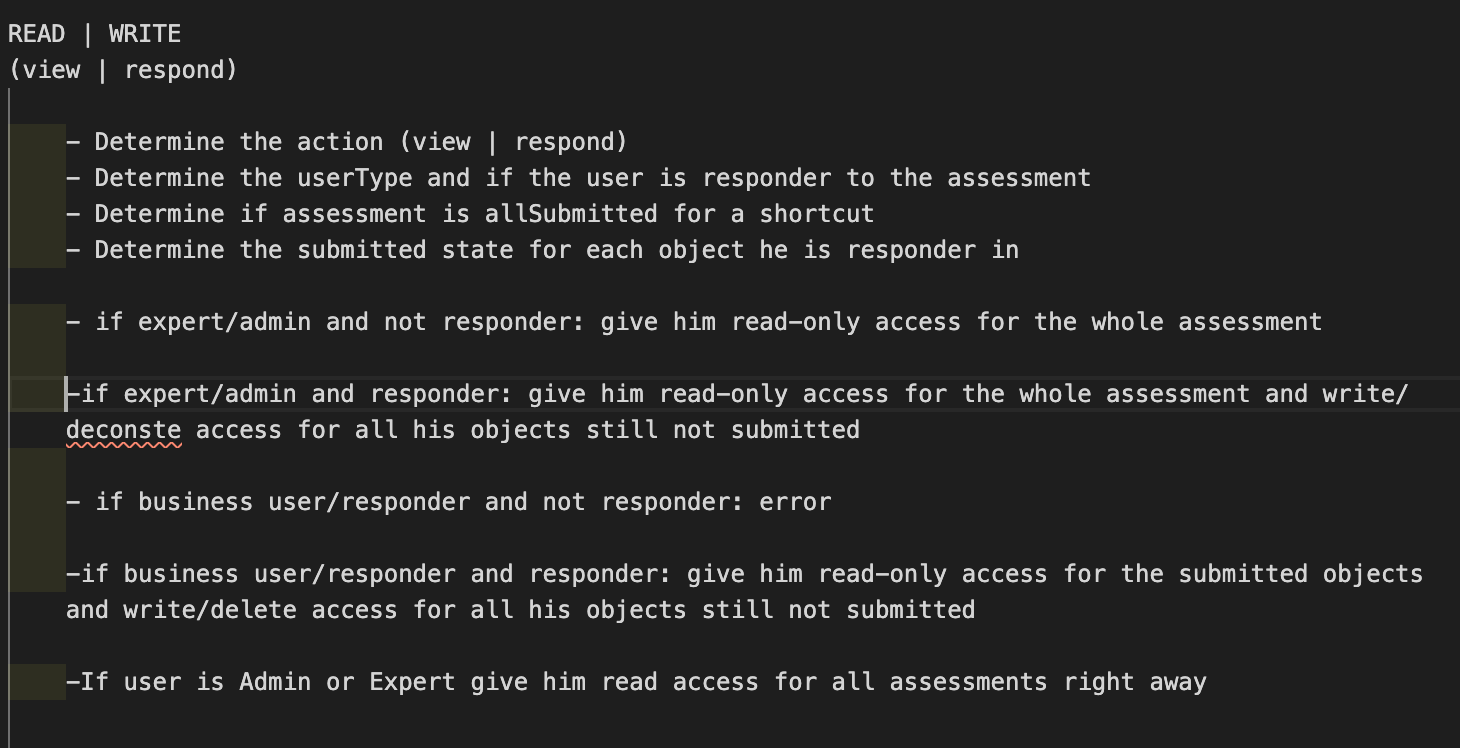 READ | WRITE
(view | respond)
- Determine the action (view | respond)
- Determine the userType and if the user is responder to the assessment
- Determine if assessment is allSubmitted for a shortcut
- Determine the submitted state for each object he is responder in
- if expert/admin and not responder: give him read-only access for the whole assessment
-if expert/admin and responder: give him read-only access for the whole assessment and write/
deconste access for all his objects still not submitted
- if business user/responder and not responder: error
-if business user/responder and responder: give him read-only access for the submitted objects
and write/delete access for all his objects still not submitted
-If user is Admin or Expert give him read access for all assessments right away